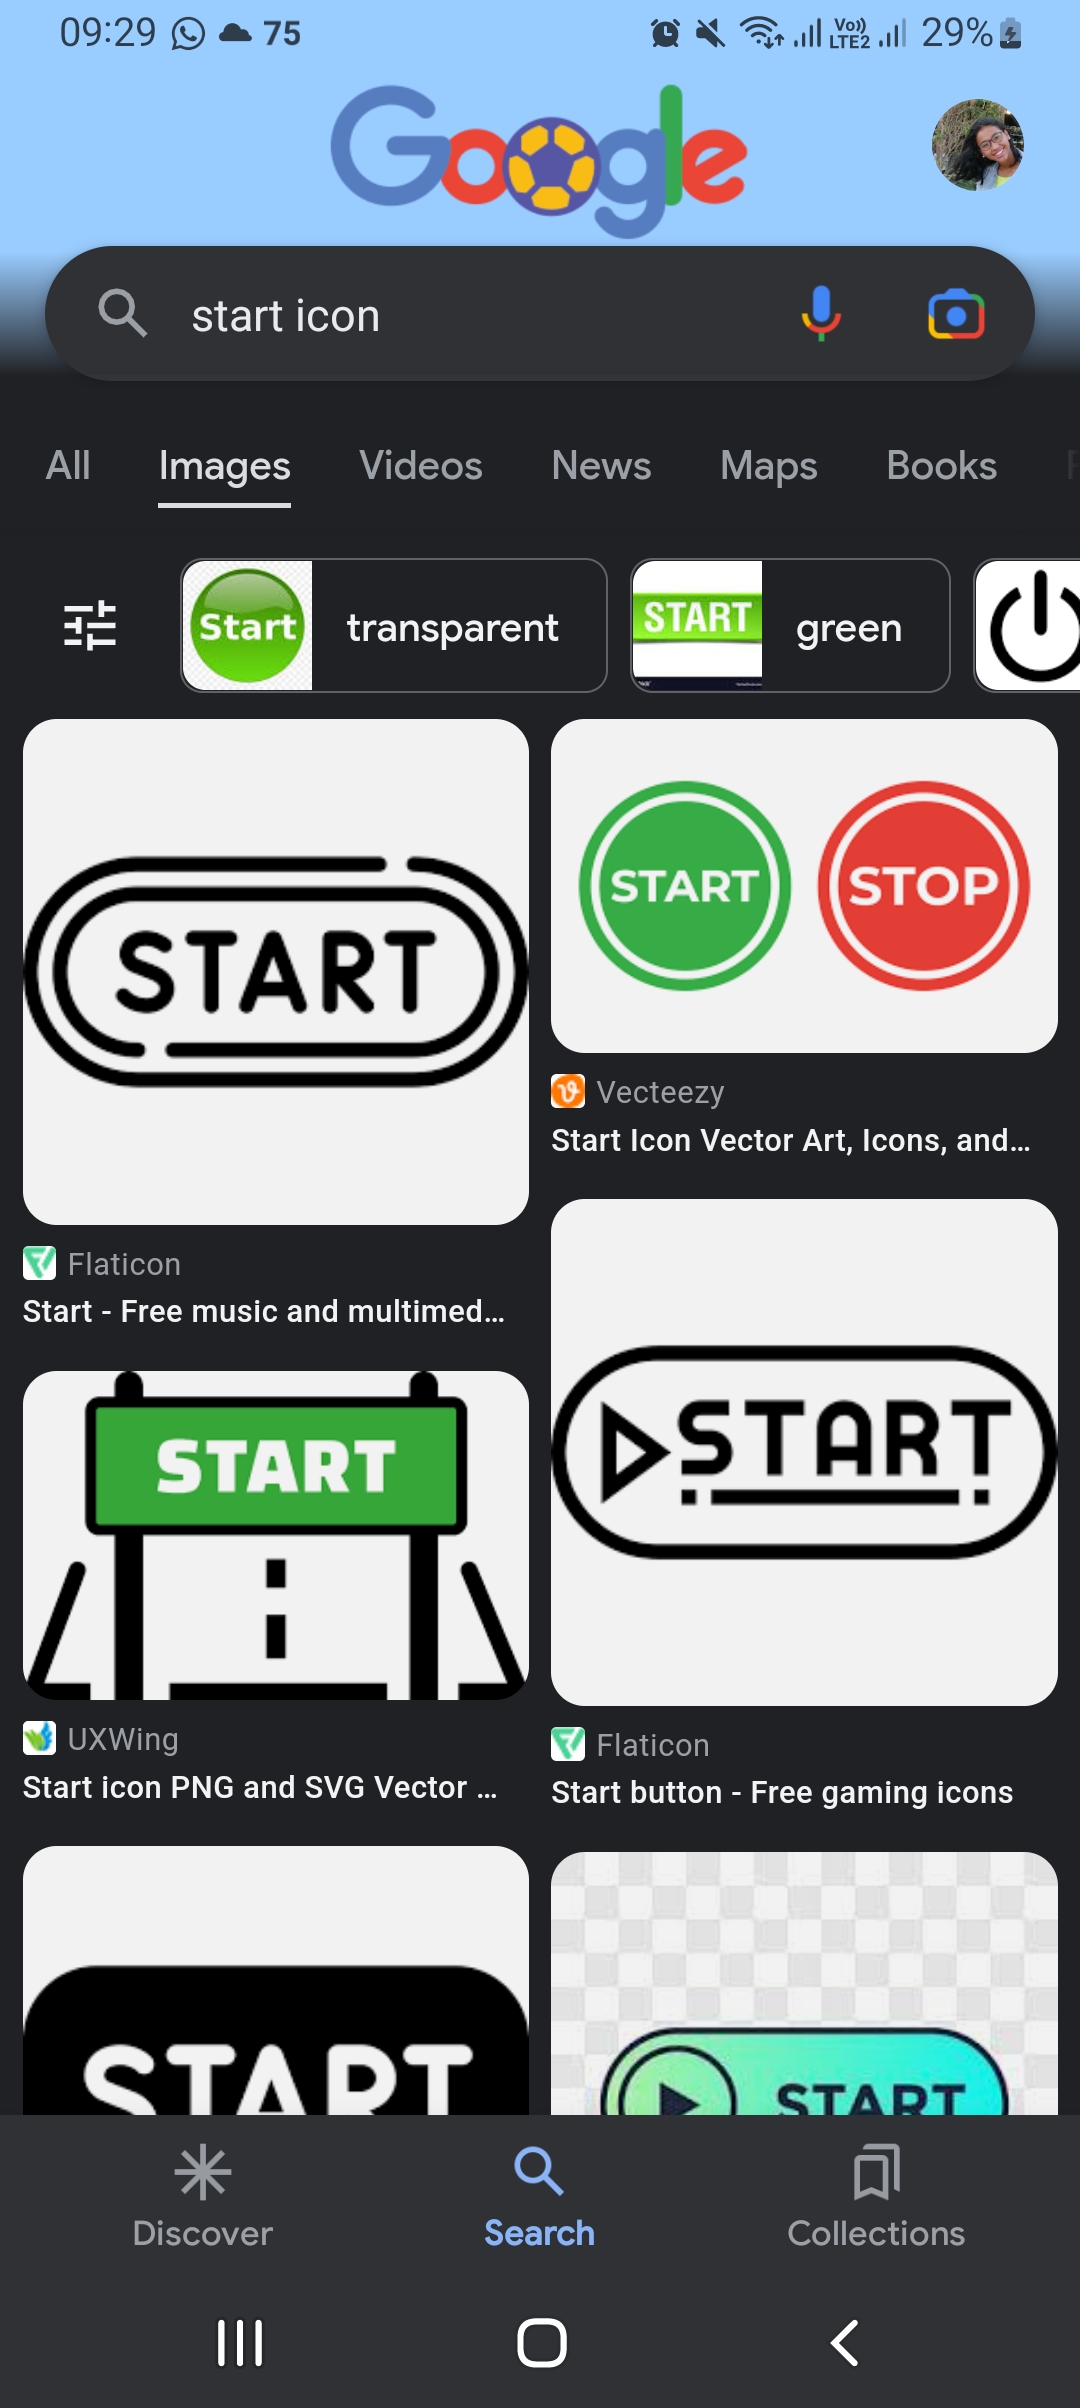 09:29 75 Vo)) LTE2 29%
Google
start icon
All Images Videos News Maps Books
Start transparent START green
START
START STOP
Vecteezy
Start Icon Vector Art, Icons, and...
Flaticon
Start - Free music and multimed...
START
START
UXWing
Start icon PNG and SVG Vector ...
Flaticon
Start button - Free gaming icons
START
START
Discover Search Collections